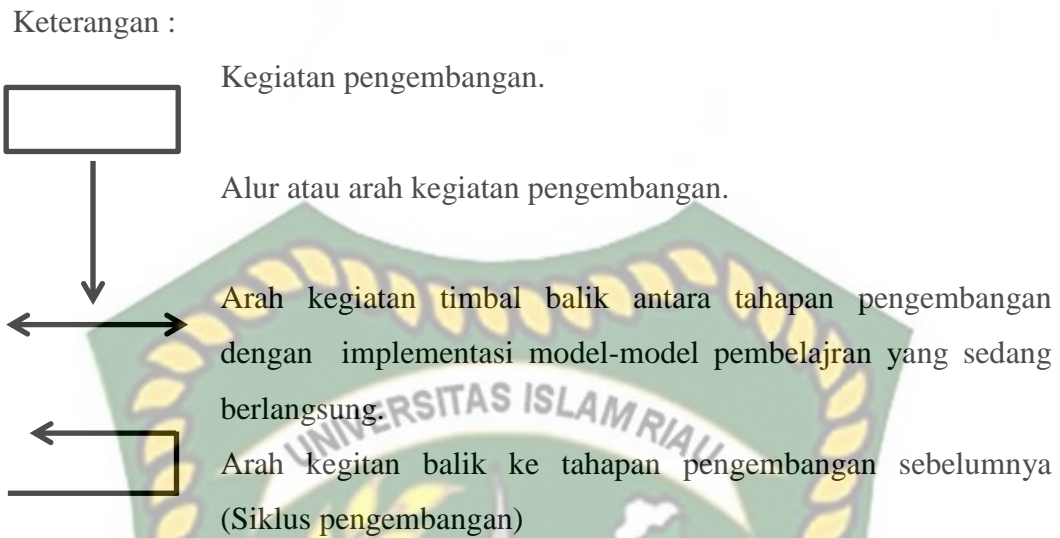 Keterangan :
Kegiatan pengembangan.
Alur atau arah kegiatan pengembangan.
Arah kegiatan timbal balik antara tahapan pengembangan
dengan implementasi model-model pembelajran yang sedang
berlangsung.
UNIVERSITAS ISLAM RIAU
Arah kegitan balik ke tahapan pengembangan sebelumnya
(Siklus pengembangan)